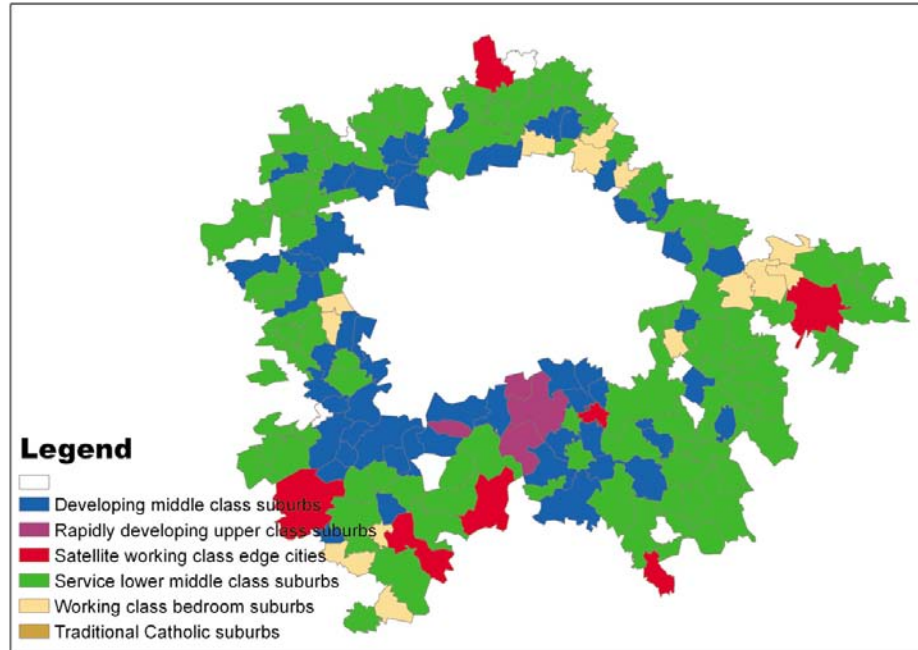 Legend
Developing middle class suburbs
Rapidly developing upper class suburbs
Satellite working class edge cities
Service lower middle class suburbs
Working class bedroom suburbs
Traditional Catholic suburbs